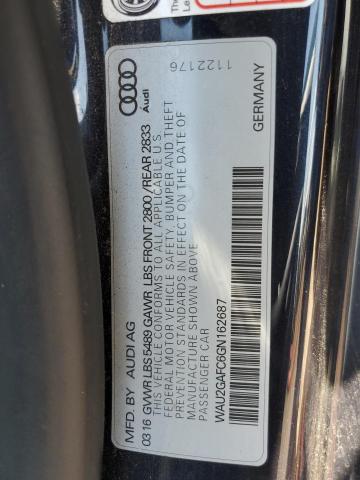 MFD. BY AUDI AG
03 16 GVWR LBS 5489 GAWR LBS FRONT 2800 / REAR 2833
THIS VEHICLE CONFORMS TO ALL APPLICABLE U.S.
FEDERAL MOTOR VEHICLE SAFETY, BUMPER AND THEFT
PREVENTION STANDARDS IN EFFECT ON THE DATE OF
MANUFACTURE SHOWN ABOVE.
PASSENGER CAR
WAU2GAFC6GN162687
GERMANY
Audi
1122176
The
Le